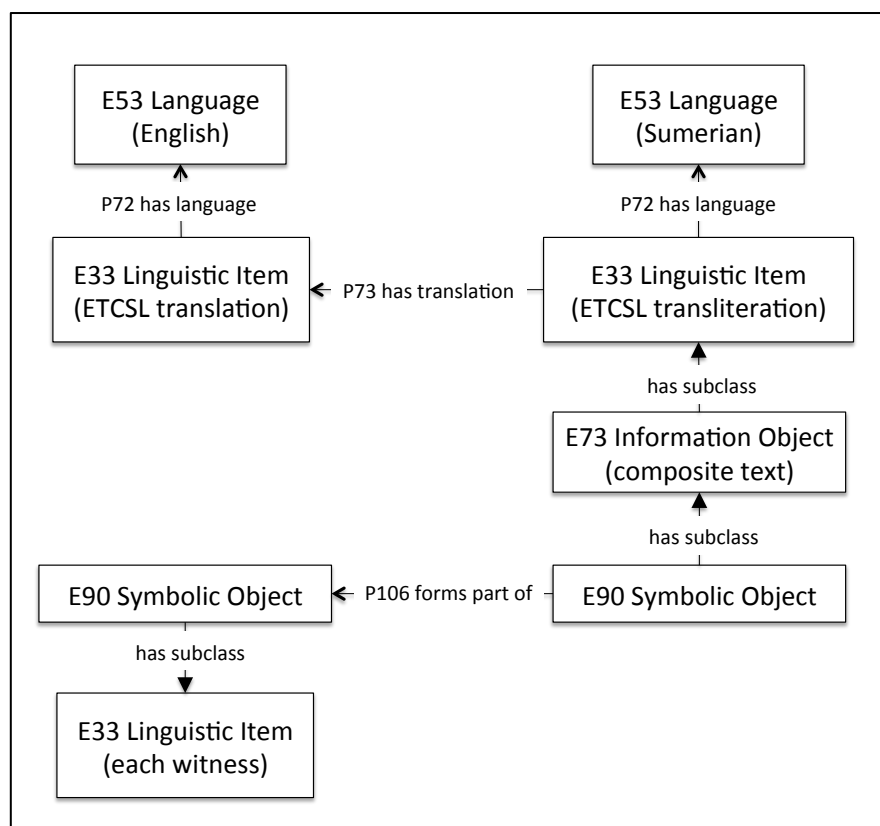 E53 Language
(English)
E53 Language
(Sumerian)
P72 has language
P72 has language
E33 Linguistic Item
(ETCSL translation)
P73 has translation
E33 Linguistic Item
(ETCSL transliteration)
has subclass
E73 Information Object
(composite text)
has subclass
E90 Symbolic Object
P106 forms part of
E90 Symbolic Object
has subclass
E33 Linguistic Item
(each witness)